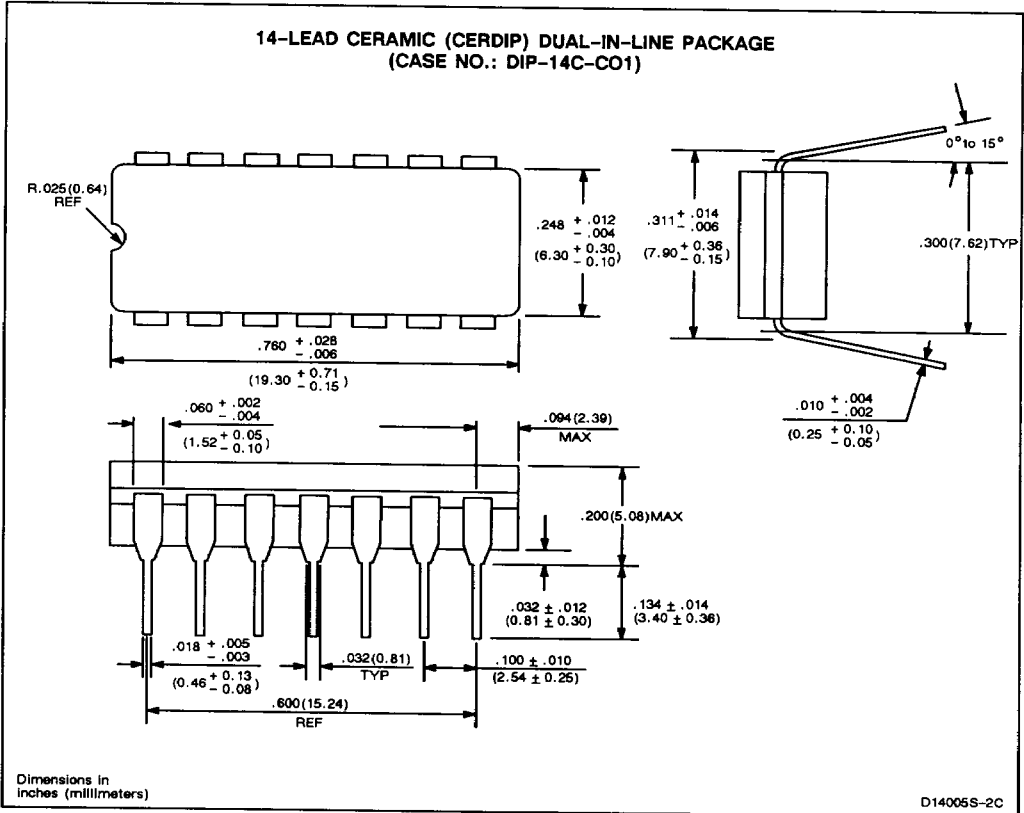 14-LEAD CERAMIC (CERDIP) DUAL-IN-LINE PACKAGE
(CASE NO.: DIP-14C-CO1)
R.025(0.64)
REF
.248 + .012
- .004
(6.30 + 0.30
- 0.10)
.311 + .014
- .006
(7.90 + 0.36
- 0.15)
0° to 15°
.300(7.62)TYP
.760 + .028
- .006
(19.30 + 0.71
- 0.15)
.010 + .004
- .002
(0.25 + 0.10
- 0.05)
.060 + .002
- .004
(1.52 + 0.05
- 0.10)
.094(2.39)
MAX
.200(5.08)MAX
.032 ± .012
(0.81 ± 0.30)
.134 ± .014
(3.40 ± 0.36)
.018 + .005
- .003
(0.46 + 0.13
- 0.08)
.032(0.81)
TYP
.100 ± .010
(2.54 ± 0.25)
.600(15.24)
REF
Dimensions in
inches (millimeters)
D14005S-2C